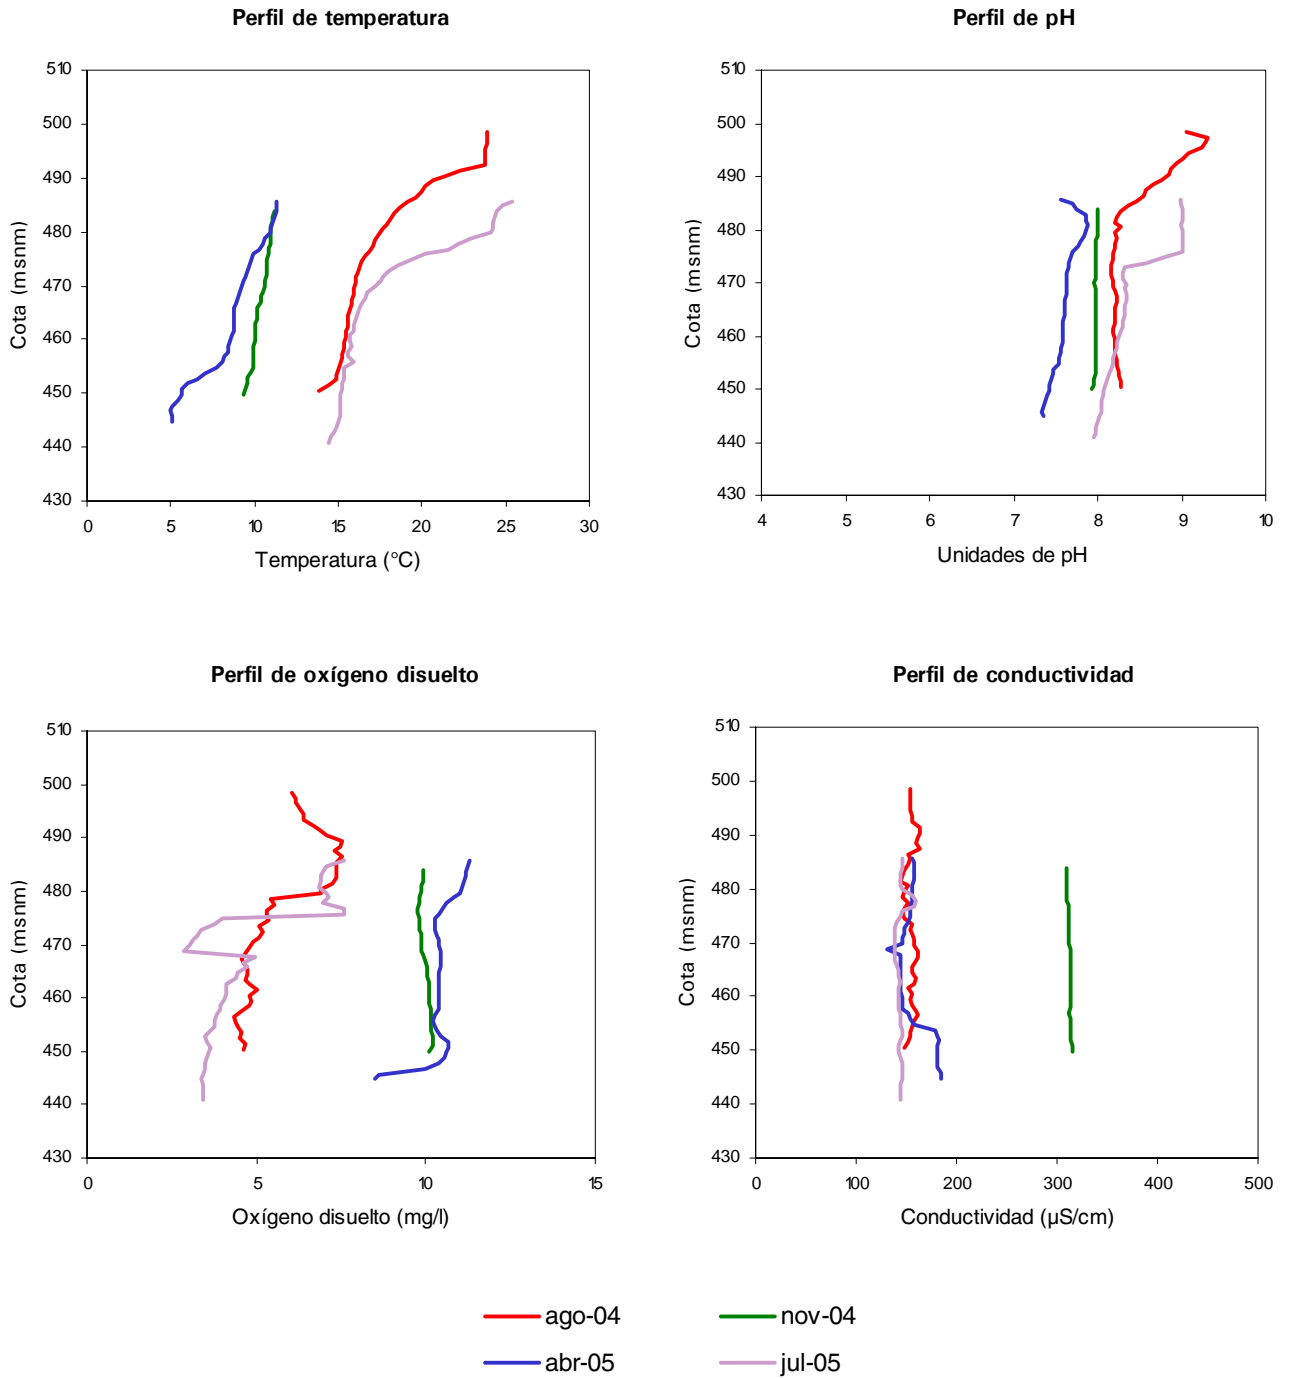 Perfil de temperatura
510
500
490
480
470
460
450
440
430
0 5 10 15 20 25 30
Cota (msnm)
Temperatura (°C)
Perfil de pH
510
500
490
480
470
460
450
440
430
4 5 6 7 8 9 10
Cota (msnm)
Unidades de pH
Perfil de oxígeno disuelto
510
500
490
480
470
460
450
440
430
0 5 10 15
Cota (msnm)
Oxígeno disuelto (mg/l)
Perfil de conductividad
510
500
490
480
470
460
450
440
430
0 100 200 300 400 500
Cota (msnm)
Conductividad (µS/cm)
ago-04 nov-04
abr-05 jul-05